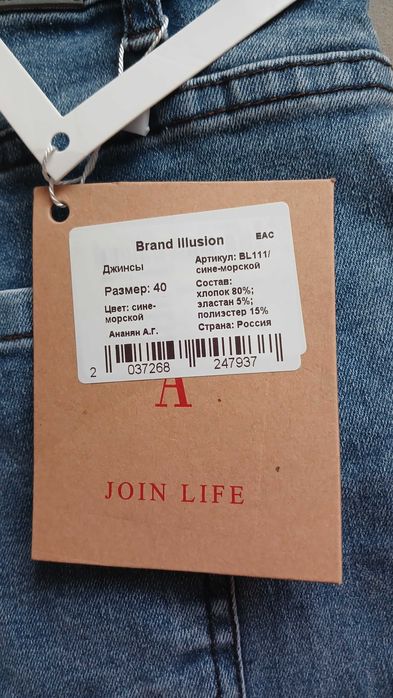 Brand Illusion
EAC
Джинсы
Размер: 40
Цвет: сине-
морской
Ананян А.Г.
Артикул: BL111/
сине-морской
Состав:
хлопок 80%;
эластан 5%;
полиэстер 15%
Страна: Россия
2 037268 247937
A
JOIN LIFE